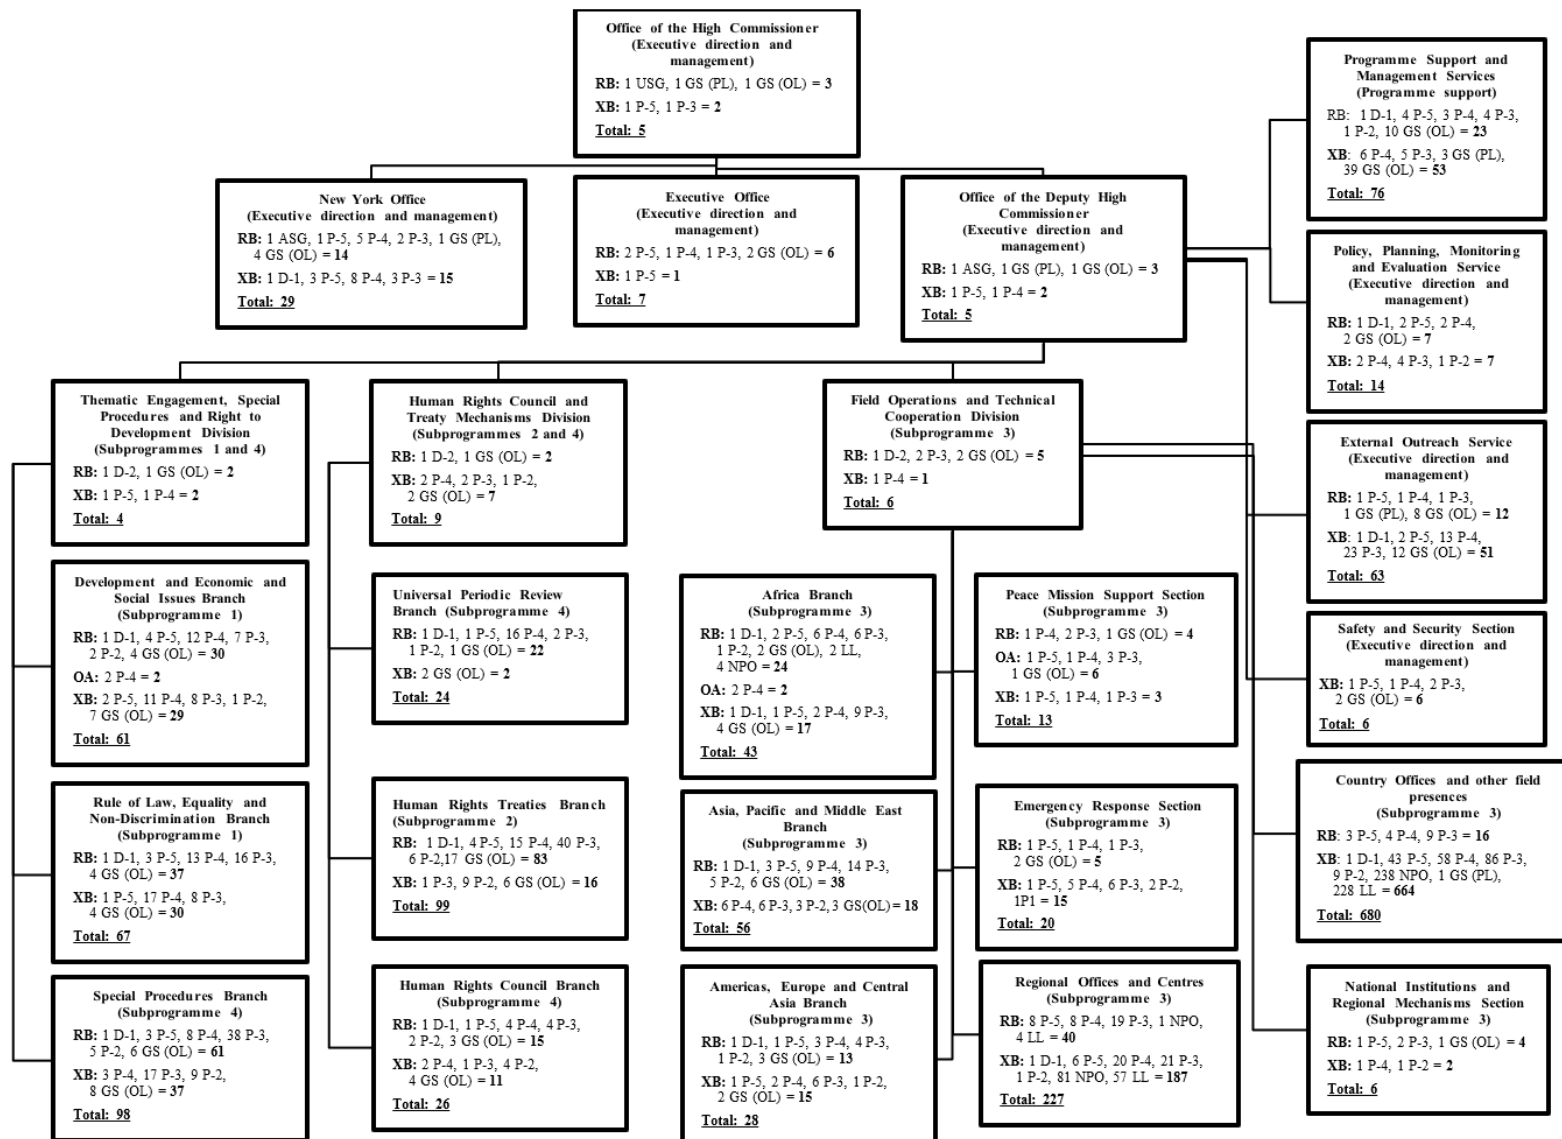 Office of the High Commissioner
(Executive direction and
management)
RB: 1 USG, 1 GS (PL), 1 GS (OL) = 3
XB: 1 P-5, 1 P-3 = 2
Total: 5
Programme Support and
Management Services
(Programme support)
RB: 1 D-1, 4 P-5, 3 P-4, 4 P-3,
1 P-2, 10 GS (OL) = 23
XB: 6 P-4, 5 P-3, 3 GS (PL),
39 GS (OL) = 53
Total: 76
New York Office
(Executive direction and management)
RB: 1 ASG, 1 P-5, 5 P-4, 2 P-3, 1 GS (PL),
4 GS (OL) = 14
XB: 1 D-1, 3 P-5, 8 P-4, 3 P-3 = 15
Total: 29
Executive Office
(Executive direction and
management)
RB: 2 P-5, 1 P-4, 1 P-3, 2 GS (OL) = 6
XB: 1 P-5 = 1
Total: 7
Office of the Deputy High
Commissioner
(Executive direction and
management)
RB: 1 ASG, 1 GS (PL), 1 GS (OL) = 3
XB: 1 P-5, 1 P-4 = 2
Total: 5
Policy, Planning, Monitoring
and Evaluation Service
(Executive direction and
management)
RB: 1 D-1, 2 P-5, 2 P-4,
2 GS (OL) = 7
XB: 2 P-4, 4 P-3, 1 P-2 = 7
Total: 14
Thematic Engagement, Special
Procedures and Right to
Development Division
(Subprogrammes 1 and 4)
RB: 1 D-2, 1 GS (OL) = 2
XB: 1 P-5, 1 P-4 = 2
Total: 4
Human Rights Council and
Treaty Mechanisms Division
(Subprogrammes 2 and 4)
RB: 1 D-2, 1 GS (OL) = 2
XB: 2 P-4, 2 P-3, 1 P-2,
2 GS (OL) = 7
Total: 9
Field Operations and Technical
Cooperation Division
(Subprogramme 3)
RB: 1 D-2, 2 P-3, 2 GS (OL) = 5
XB: 1 P-4 = 1
Total: 6
External Outreach Service
(Executive direction and
management)
RB: 1 P-5, 1 P-4, 1 P-3,
1 GS (PL), 8 GS (OL) = 12
XB: 1 D-1, 2 P-5, 13 P-4,
23 P-3, 12 GS (OL) = 51
Total: 63
Development and Economic and
Social Issues Branch
(Subprogramme 1)
RB: 1 D-1, 4 P-5, 12 P-4, 7 P-3,
2 P-2, 4 GS (OL) = 30
OA: 2 P-4 = 2
XB: 2 P-5, 11 P-4, 8 P-3, 1 P-2,
7 GS (OL) = 29
Total: 61
Universal Periodic Review
Branch (Subprogramme 4)
RB: 1 D-1, 1 P-5, 16 P-4, 2 P-3,
1 P-2, 1 GS (OL) = 22
XB: 2 GS (OL) = 2
Total: 24
Africa Branch
(Subprogramme 3)
RB: 1 D-1, 2 P-5, 6 P-4, 6 P-3,
1 P-2, 2 GS (OL), 2 LL,
4 NPO = 24
OA: 2 P-4 = 2
XB: 1 D-1, 1 P-5, 2 P-4, 9 P-3,
4 GS (OL) = 17
Total: 43
Peace Mission Support Section
(Subprogramme 3)
RB: 1 P-4, 2 P-3, 1 GS (OL) = 4
OA: 1 P-5, 1 P-4, 3 P-3,
1 GS (OL) = 6
XB: 1 P-5, 1 P-4, 1 P-3 = 3
Total: 13
Safety and Security Section
(Executive direction and
management)
XB: 1 P-5, 1 P-4, 2 P-3,
2 GS (OL) = 6
Total: 6
Rule of Law, Equality and
Non-Discrimination Branch
(Subprogramme 1)
RB: 1 D-1, 3 P-5, 13 P-4, 16 P-3,
4 GS (OL) = 37
XB: 1 P-5, 17 P-4, 8 P-3,
4 GS (OL) = 30
Total: 67
Human Rights Treaties Branch
(Subprogramme 2)
RB: 1 D-1, 4 P-5, 15 P-4, 40 P-3,
6 P-2,17 GS (OL) = 83
XB: 1 P-3, 9 P-2, 6 GS (OL) = 16
Total: 99
Asia, Pacific and Middle East
Branch
(Subprogramme 3)
RB: 1 D-1, 3 P-5, 9 P-4, 14 P-3,
5 P-2, 6 GS (OL) = 38
XB: 6 P-4, 6 P-3, 3 P-2, 3 GS(OL) = 18
Total: 56
Emergency Response Section
(Subprogramme 3)
RB: 1 P-5, 1 P-4, 1 P-3,
2 GS (OL) = 5
XB: 1 P-5, 5 P-4, 6 P-3, 2 P-2,
1P1 = 15
Total: 20
Country Offices and other field
presences
(Subprogramme 3)
RB: 3 P-5, 4 P-4, 9 P-3 = 16
XB: 1 D-1, 43 P-5, 58 P-4, 86 P-3,
9 P-2, 238 NPO, 1 GS (PL),
228 LL = 664
Total: 680
Special Procedures Branch
(Subprogramme 4)
RB: 1 D-1, 3 P-5, 8 P-4, 38 P-3,
5 P-2, 6 GS (OL) = 61
XB: 3 P-4, 17 P-3, 9 P-2,
8 GS (OL) = 37
Total: 98
Human Rights Council Branch
(Subprogramme 4)
RB: 1 D-1, 1 P-5, 4 P-4, 4 P-3,
2 P-2, 3 GS (OL) = 15
XB: 2 P-4, 1 P-3, 4 P-2,
4 GS (OL) = 11
Total: 26
Americas, Europe and Central
Asia Branch
(Subprogramme 3)
RB: 1 D-1, 1 P-5, 3 P-4, 4 P-3,
1 P-2, 3 GS (OL) = 13
XB: 1 P-5, 2 P-4, 6 P-3, 1 P-2,
2 GS (OL) = 15
Total: 28
Regional Offices and Centres
(Subprogramme 3)
RB: 8 P-5, 8 P-4, 19 P-3, 1 NPO,
4 LL = 40
XB: 1 D-1, 6 P-5, 20 P-4, 21 P-3,
1 P-2, 81 NPO, 57 LL = 187
Total: 227
National Institutions and
Regional Mechanisms Section
(Subprogramme 3)
RB: 1 P-5, 2 P-3, 1 GS (OL) = 4
XB: 1 P-4, 1 P-2 = 2
Total: 6